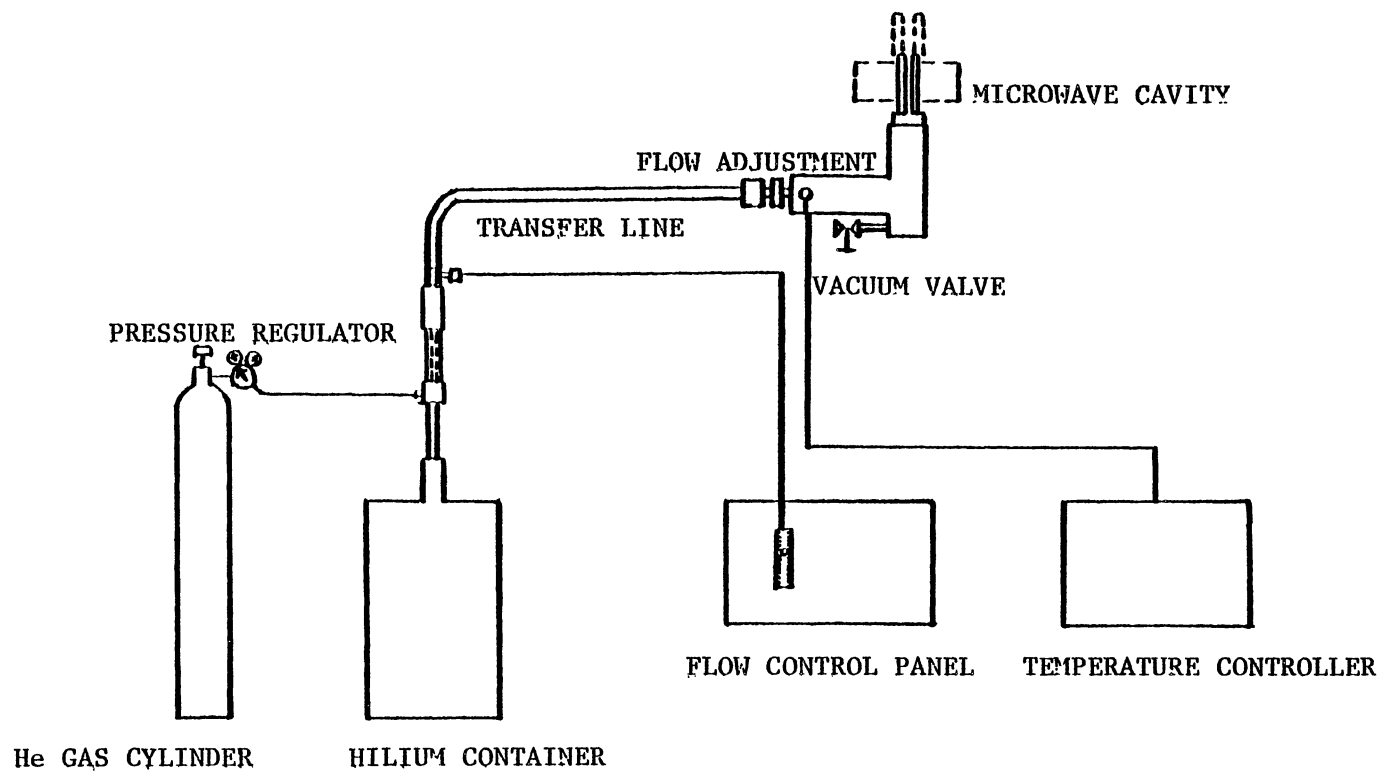 MICROWAVE CAVITY
FLOW ADJUSTMENT
TRANSFER LINE
VACUUM VALVE
PRESSURE REGULATOR
FLOW CONTROL PANEL
TEMPERATURE CONTROLLER
He GAS CYLINDER
HILIUM CONTAINER